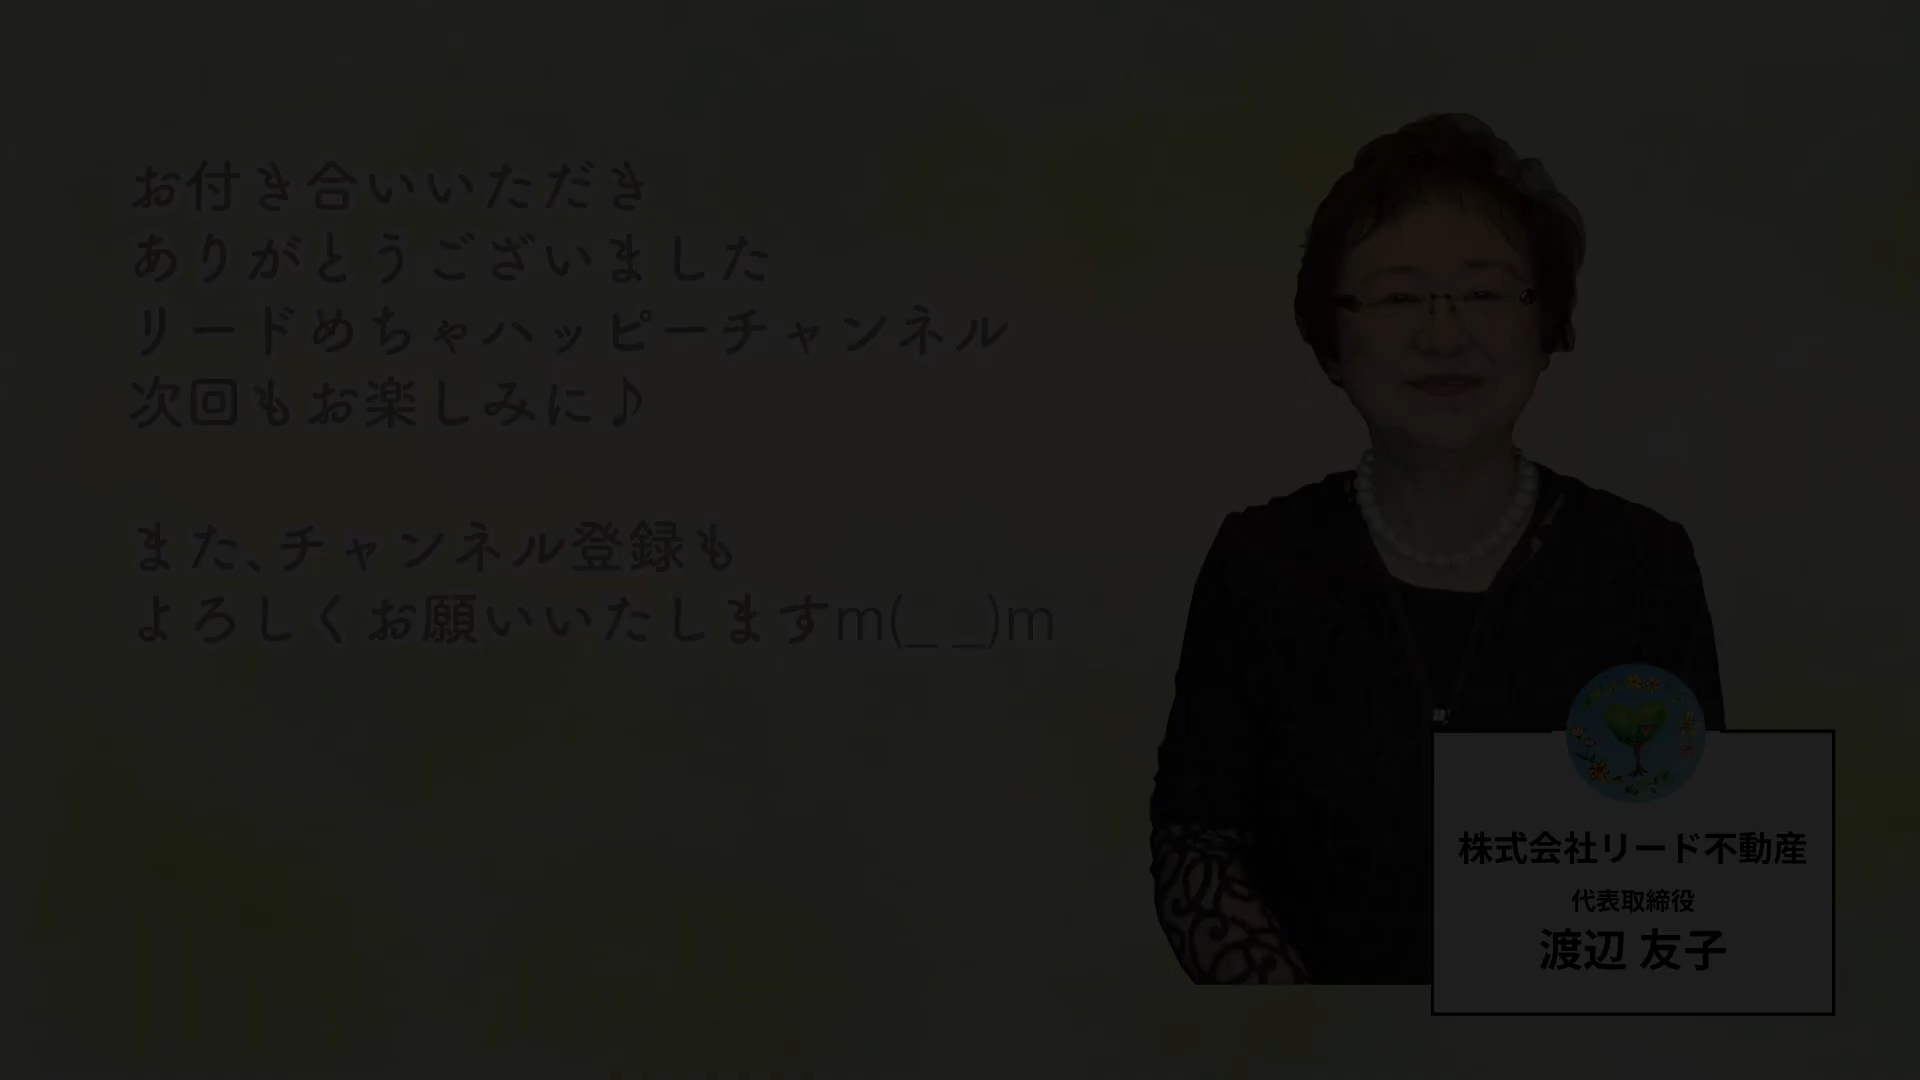 お付き合いいただき
ありがとうございました
リードめちゃハッピーチャンネル
次回もお楽しみに♪
また、チャンネル登録も
よろしくお願いいたしますm(_ _)m
株式会社リード不動産
代表取締役
渡辺 友子